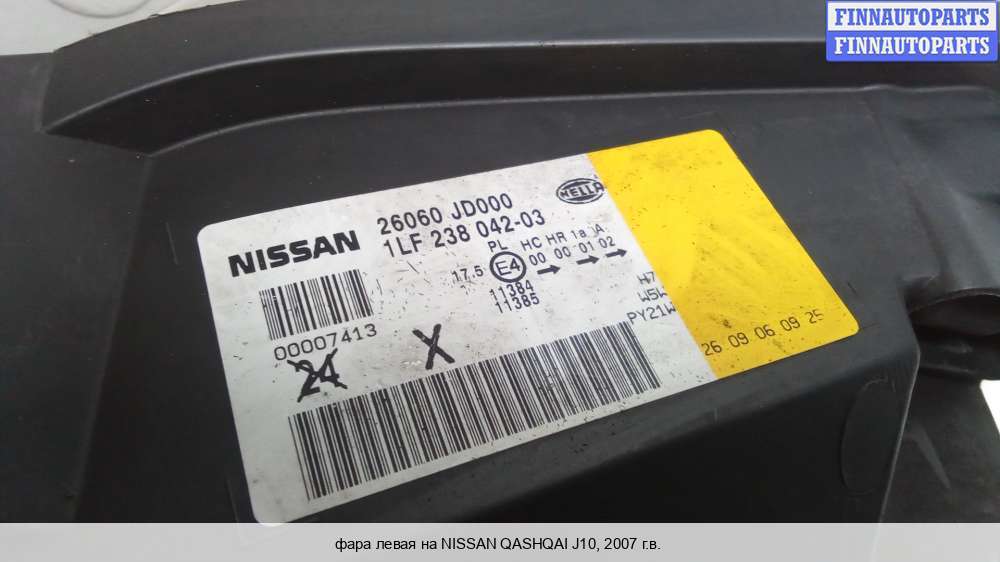 FINNAUTOPARTS
FINNAUTOPARTS
NISSAN
26060 JD000
1LF 238 042-03
HELLA
17.5 E4
PL HC HR 1a A
00 00 01 02
11384
11385
H7
W5W
PY21W
00007413
24 X
26 09 06 09 25
фара левая на NISSAN QASHQAI J10, 2007 г.в.